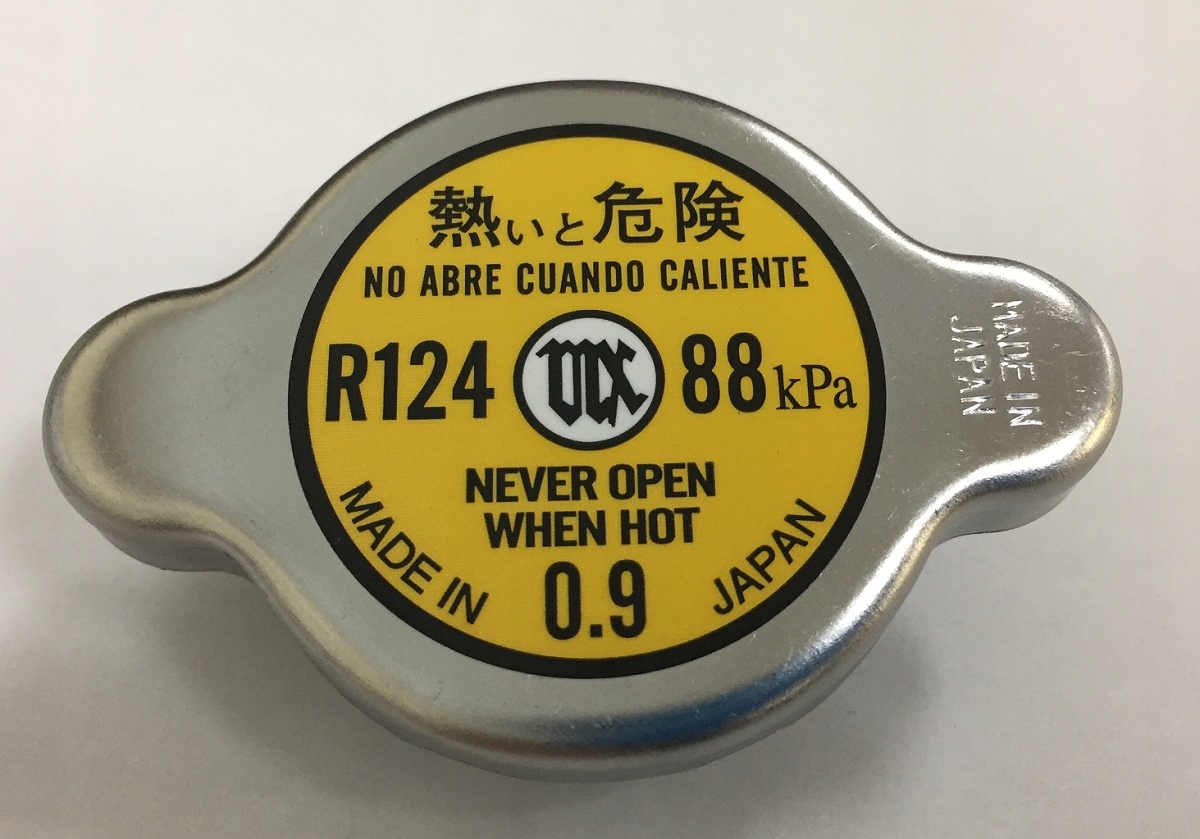 熱いと危険
NO ABRE CUANDO CALIENTE
R124 88kPa
NEVER OPEN
WHEN HOT
MADE IN JAPAN
0.9
MADE IN
JAPAN